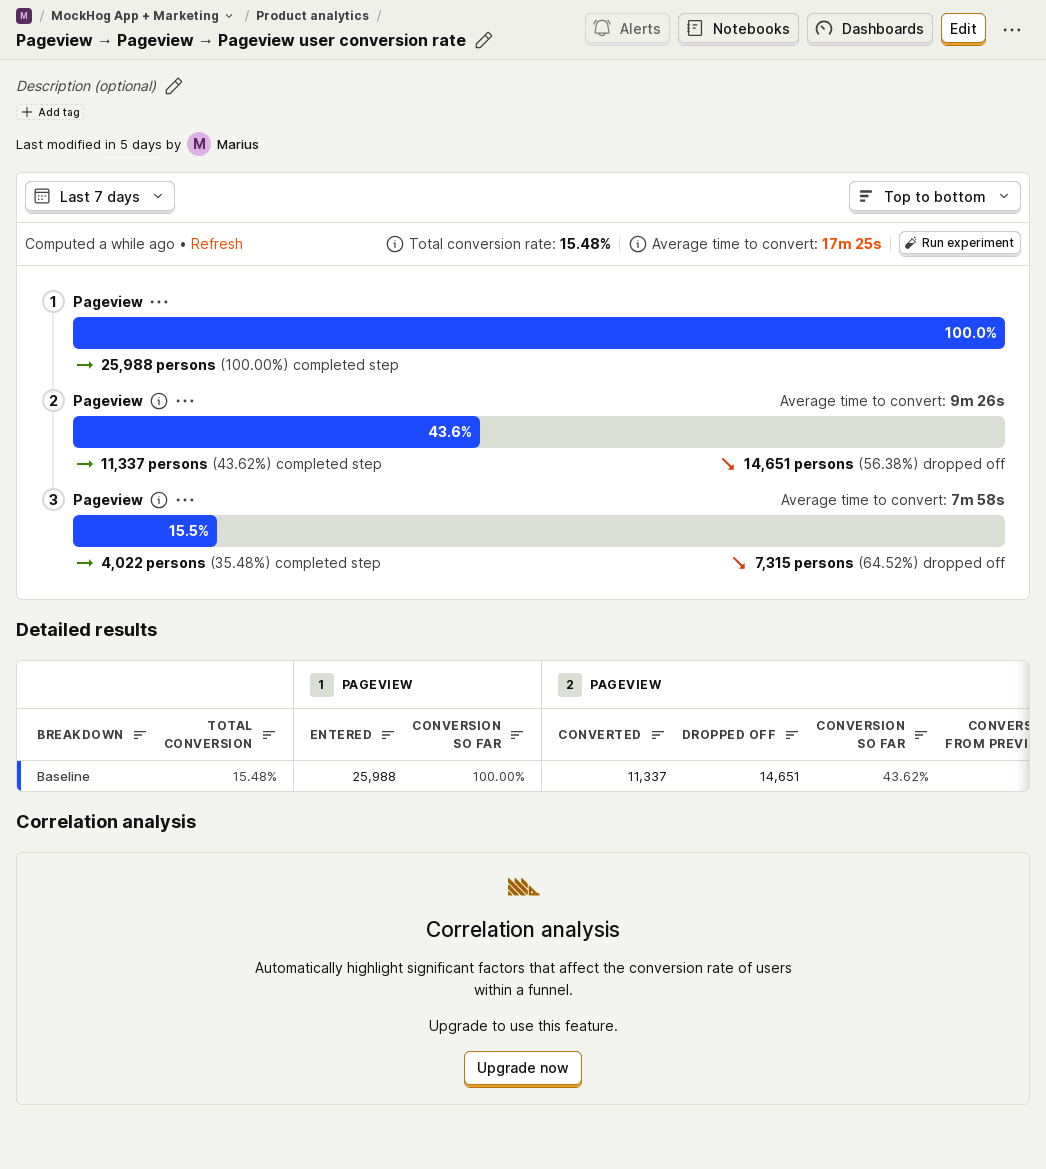 M / MockHog App + Marketing / Product analytics /
Pageview → Pageview → Pageview user conversion rate
Alerts Notebooks Dashboards Edit
Description (optional)
Add tag
Last modified in 5 days by M Marius
Last 7 days Top to bottom
Computed a while ago • Refresh Total conversion rate: 15.48% Average time to convert: 17m 25s Run experiment
1 Pageview
100.0%
25,988 persons (100.00%) completed step
2 Pageview Average time to convert: 9m 26s
43.6%
11,337 persons (43.62%) completed step 14,651 persons (56.38%) dropped off
3 Pageview Average time to convert: 7m 58s
15.5%
4,022 persons (35.48%) completed step 7,315 persons (64.52%) dropped off
Detailed results
1 PAGEVIEW 2 PAGEVIEW
BREAKDOWN TOTAL CONVERSION ENTERED CONVERSION SO FAR CONVERTED DROPPED OFF CONVERSION SO FAR CONVERS FROM PREVI
Baseline 15.48% 25,988 100.00% 11,337 14,651 43.62%
Correlation analysis
Correlation analysis
Automatically highlight significant factors that affect the conversion rate of users
within a funnel.
Upgrade to use this feature.
Upgrade now